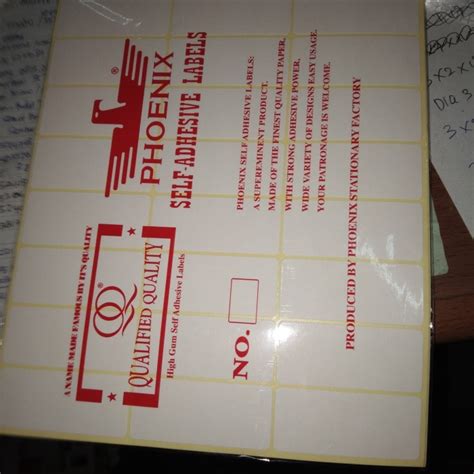 ®
PHOENIX
SELF-ADHESIVE LABELS
PHOENIX SELF ADHESIVE LABELS:
A SUPEREMINENT PRODUCT.
MADE OF THE FINEST QUALITY PAPER,
WITH STRONG ADHESIVE POWER,
WIDE VARIETY OF DESIGNS EASY USAGE.
YOUR PATRONAGE IS WELCOME.
PRODUCED BY PHOENIX STATIONARY FACTORY
A NAME MADE FAMOUS BY IT'S QUALITY
QQ®
QUALIFIED QUALITY
High Gum Self Adhesive Labels
NO.